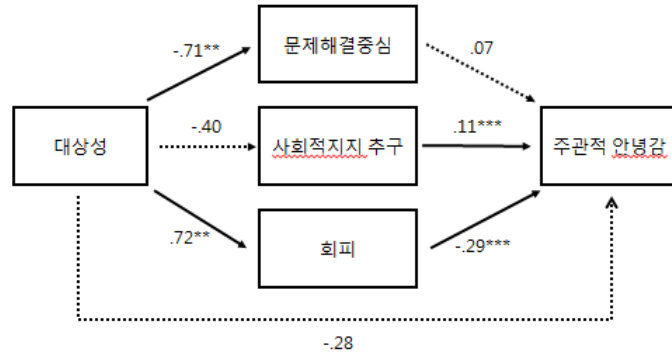 -.71**
문제해결중심
.07
대상성
-.40
사회적지지 추구
.11***
주관적 안녕감
.72**
회피
-.29***
-.28